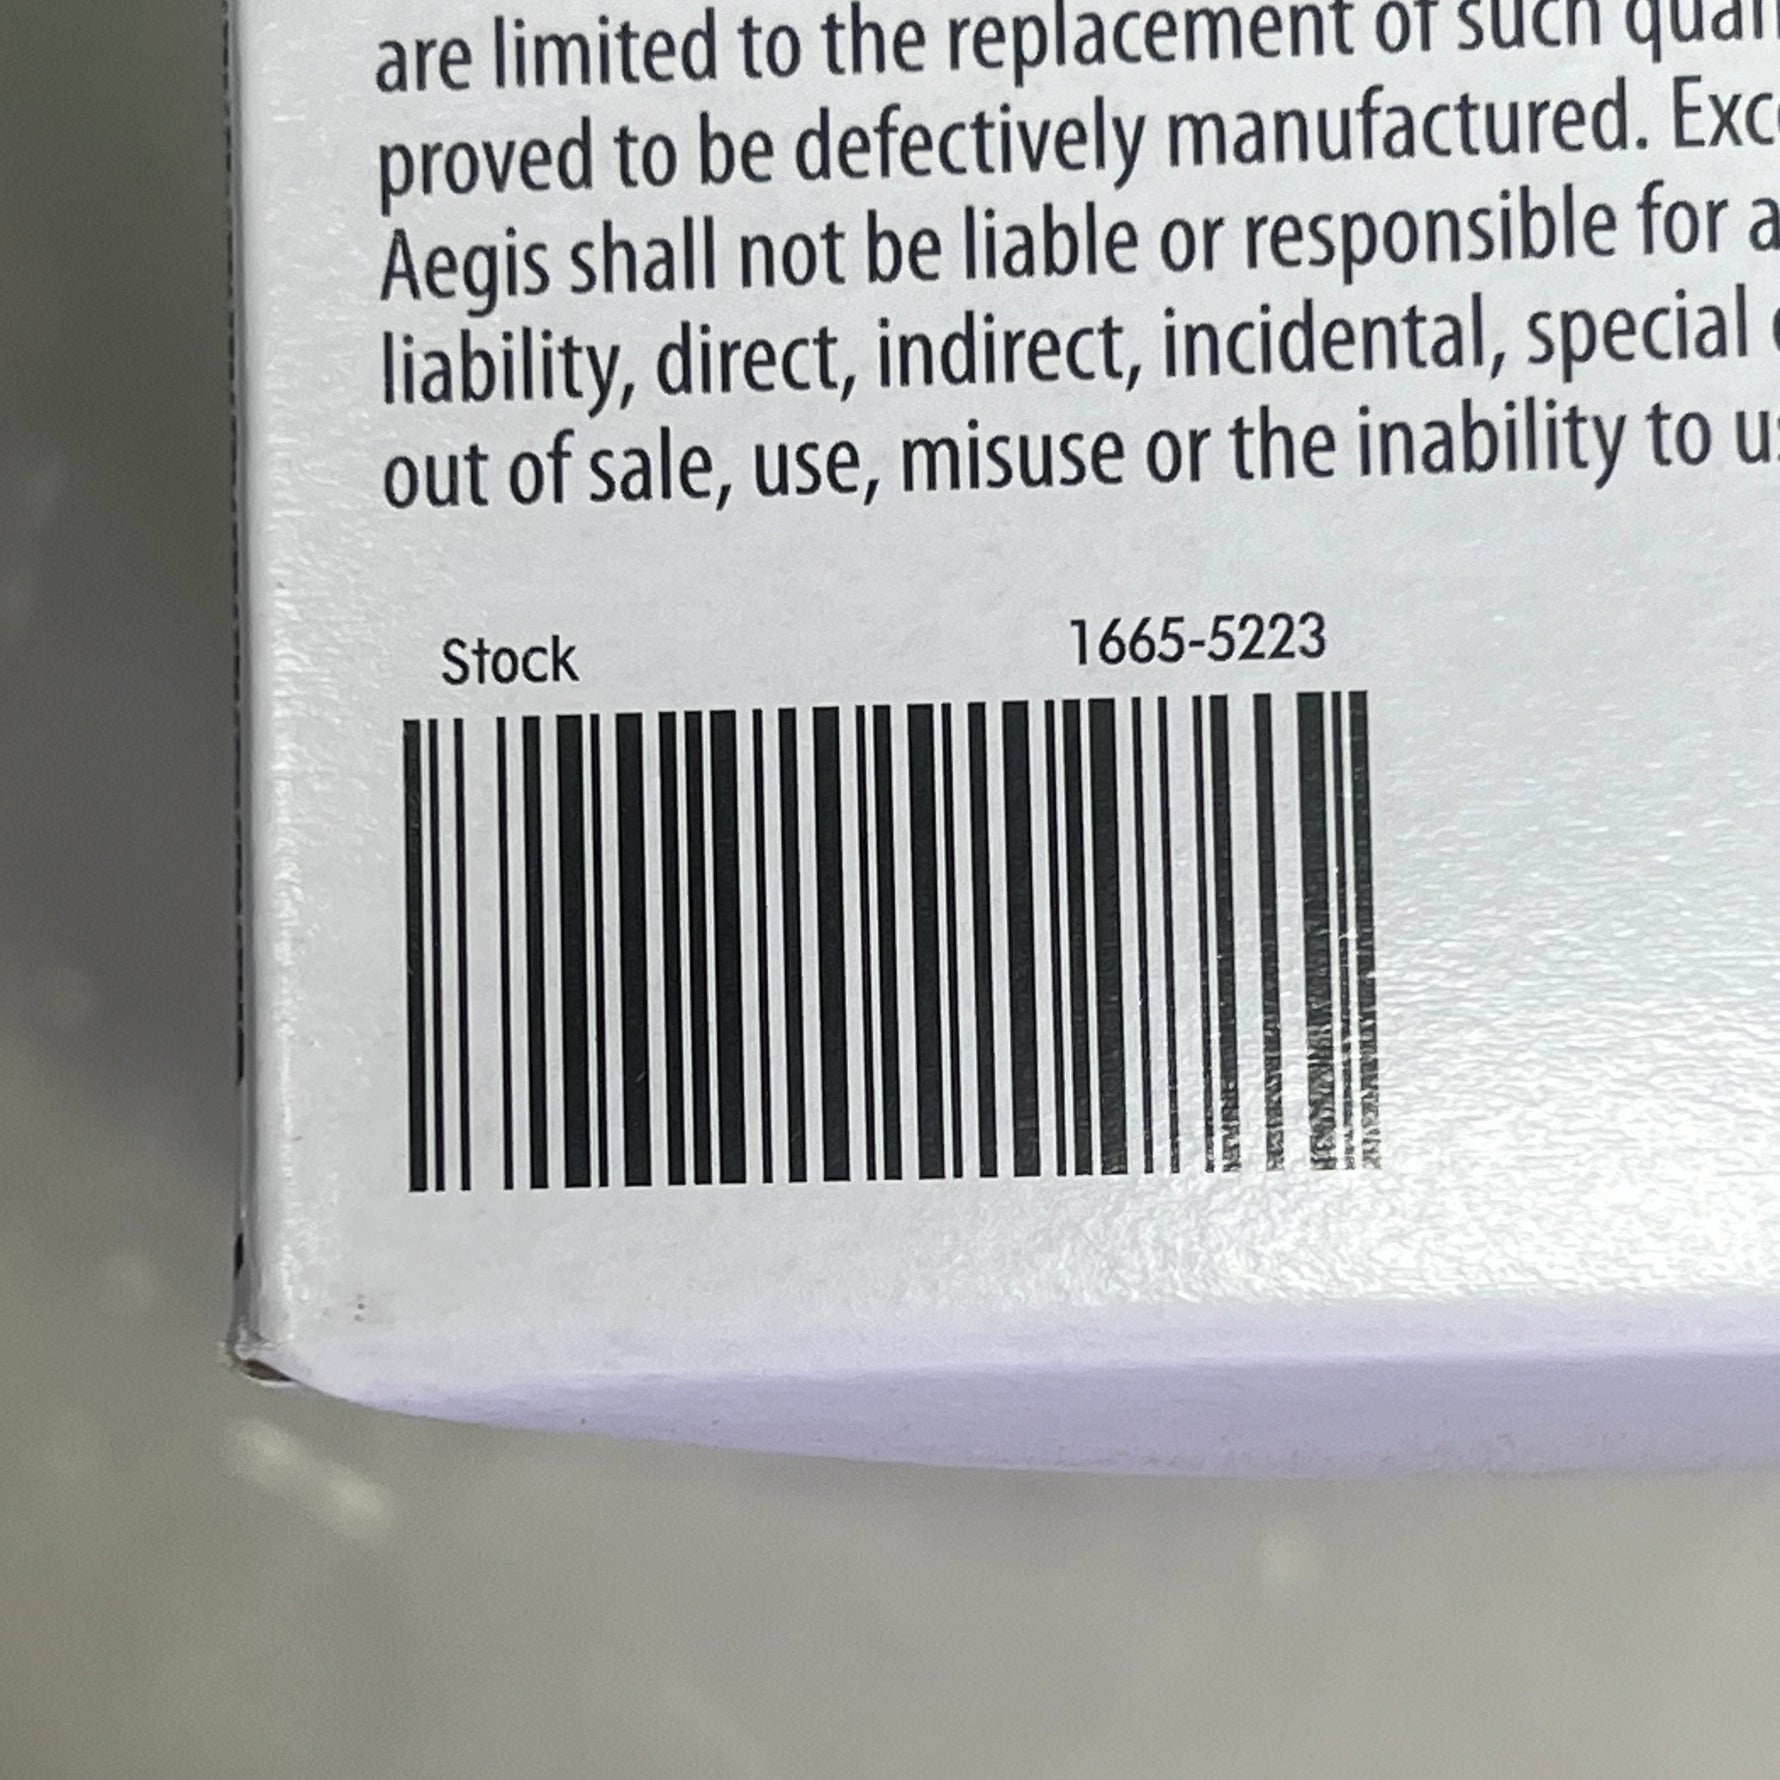 are limited to the replacement of such
proved to be defectively manufactured.
Aegis shall not be liable or responsible for
liability, direct, indirect, incidental, special
out of sale, use, misuse or the inability to
Stock 1665-5223